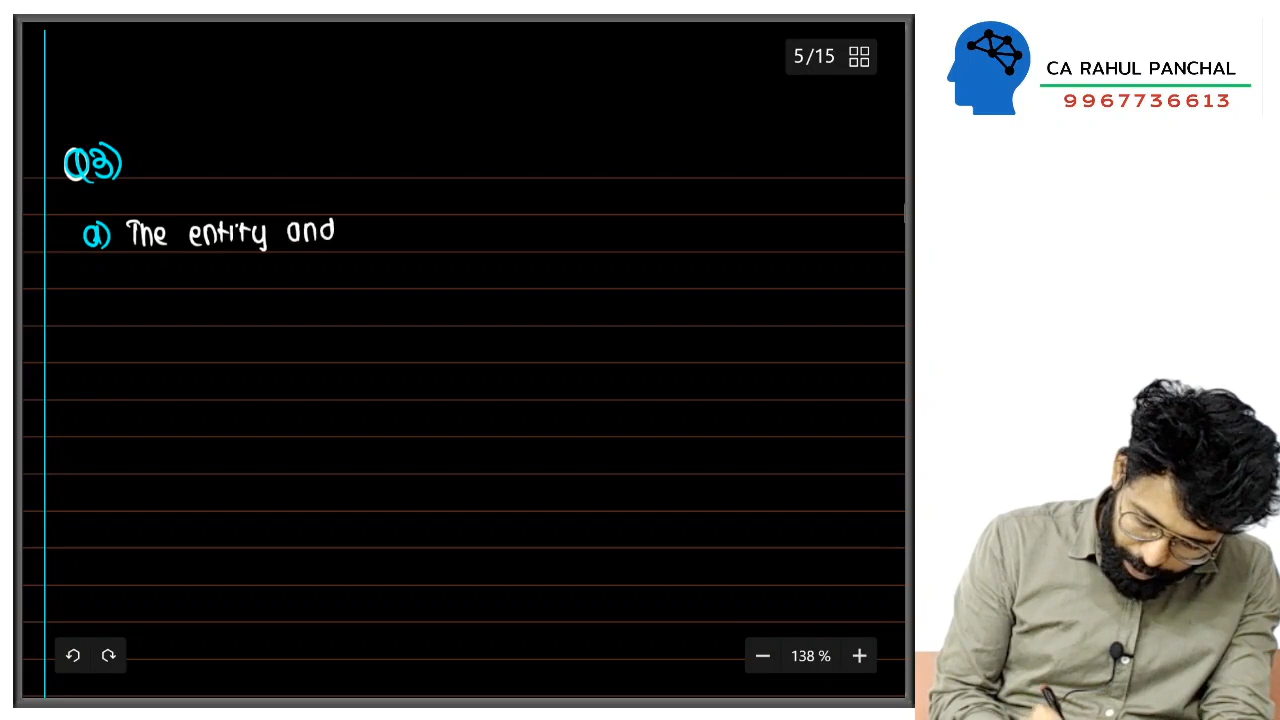 5/15
CA RAHUL PANCHAL
9967736613
Q3)
a) The entity and
138 %